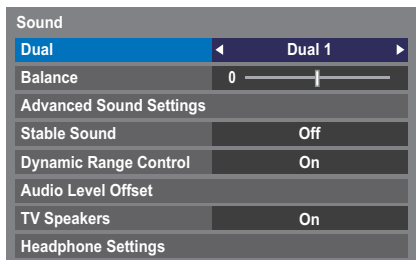 Sound
Dual Dual 1
Balance 0
Advanced Sound Settings
Stable Sound Off
Dynamic Range Control On
Audio Level Offset
TV Speakers On
Headphone Settings